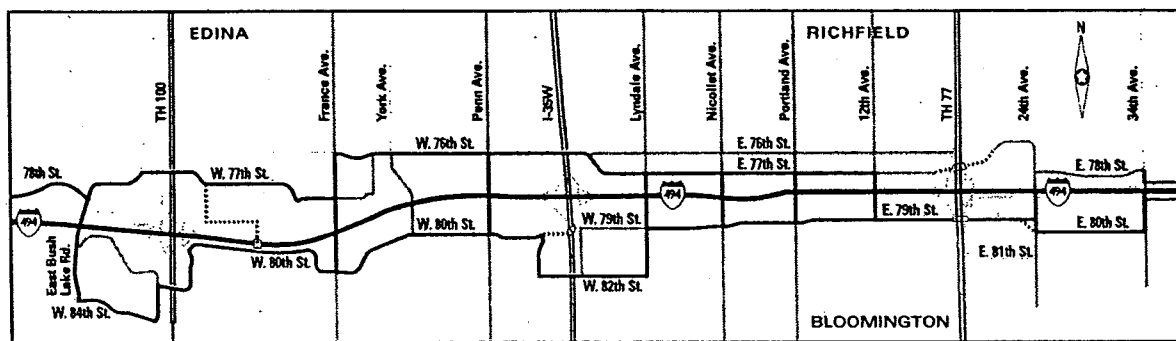 EDINA
RICHFIELD
N
TH 100
France Ave.
York Ave.
Penn Ave.
I-35W
Lyndale Ave.
Nicollet Ave.
Portland Ave.
12th Ave.
TH 77
24th Ave.
34th Ave.
W. 76th St.
E. 76th St.
E. 77th St.
78th St.
W. 77th St.
E. 78th St.
494
494
494
W. 79th St.
E. 79th St.
W. 80th St.
E. 80th St.
W. 80th St.
E. 81th St.
East Bush
Lake Rd.
W. 82th St.
W. 84th St.
BLOOMINGTON